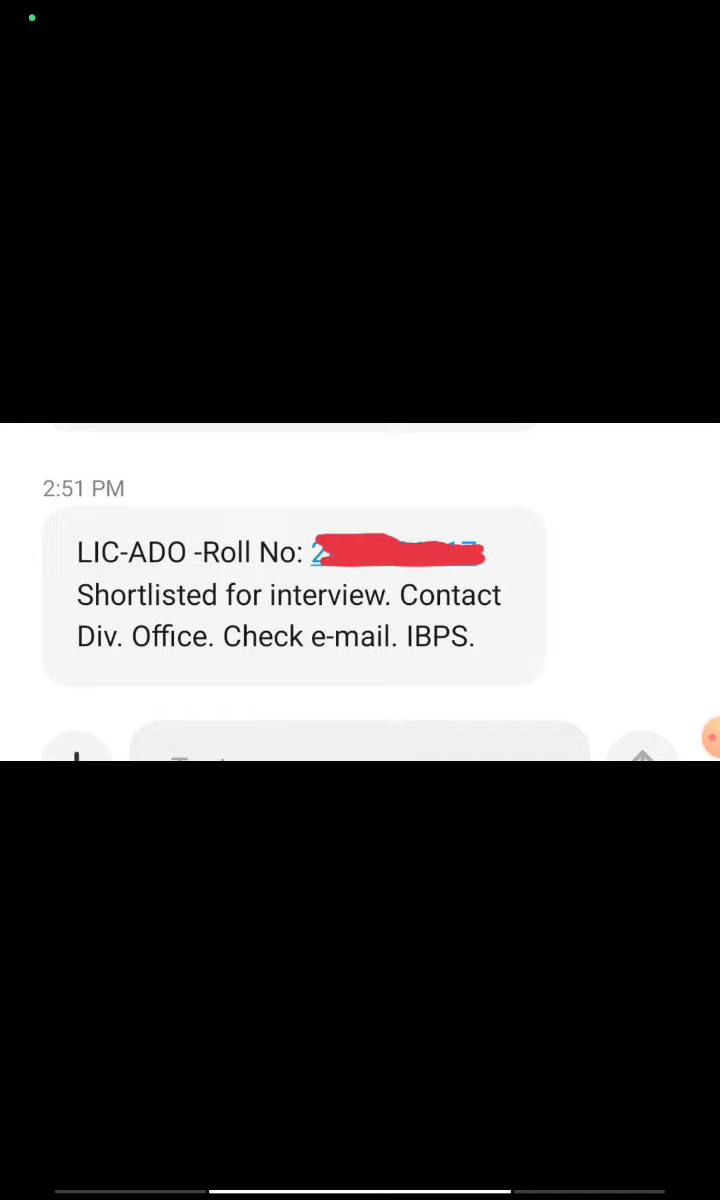 2:51 PM
LIC-ADO -Roll No:
Shortlisted for interview. Contact
Div. Office. Check e-mail. IBPS.